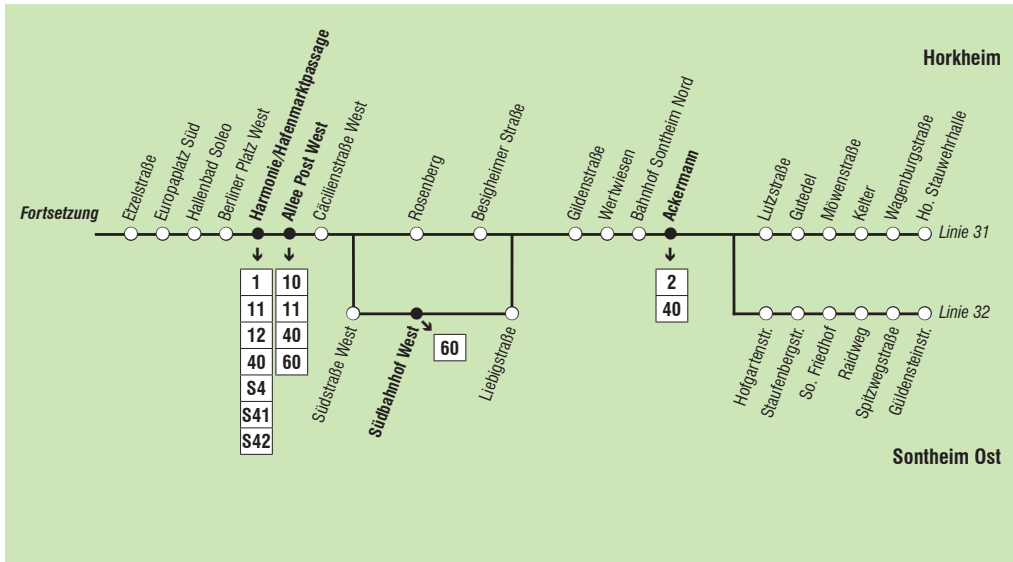 Horkheim
Fortsetzung
Etzelstraße
Europaplatz Süd
Hallenbad Soleo
Berliner Platz West
Harmonie/Hafenmarktpassage
Allee Post West
Cäcilienstraße West
Rosenberg
Besigheimer Straße
Gildenstraße
Wertwiesen
Bahnhof Sontheim Nord
Ackermann
Lutzstraße
Gutedel
Möwenstraße
Kelter
Wagenburgstraße
Ho. Stauwehrhalle
Linie 31
1
11
12
40
S4
S41
S42
10
11
40
60
2
40
Südstraße West
Südbahnhof West
60
Liebigstraße
Hofgartenstr.
Staufenbergstr.
So. Friedhof
Raidweg
Spitzwegstraße
Güldensteinstr.
Linie 32
Sontheim Ost